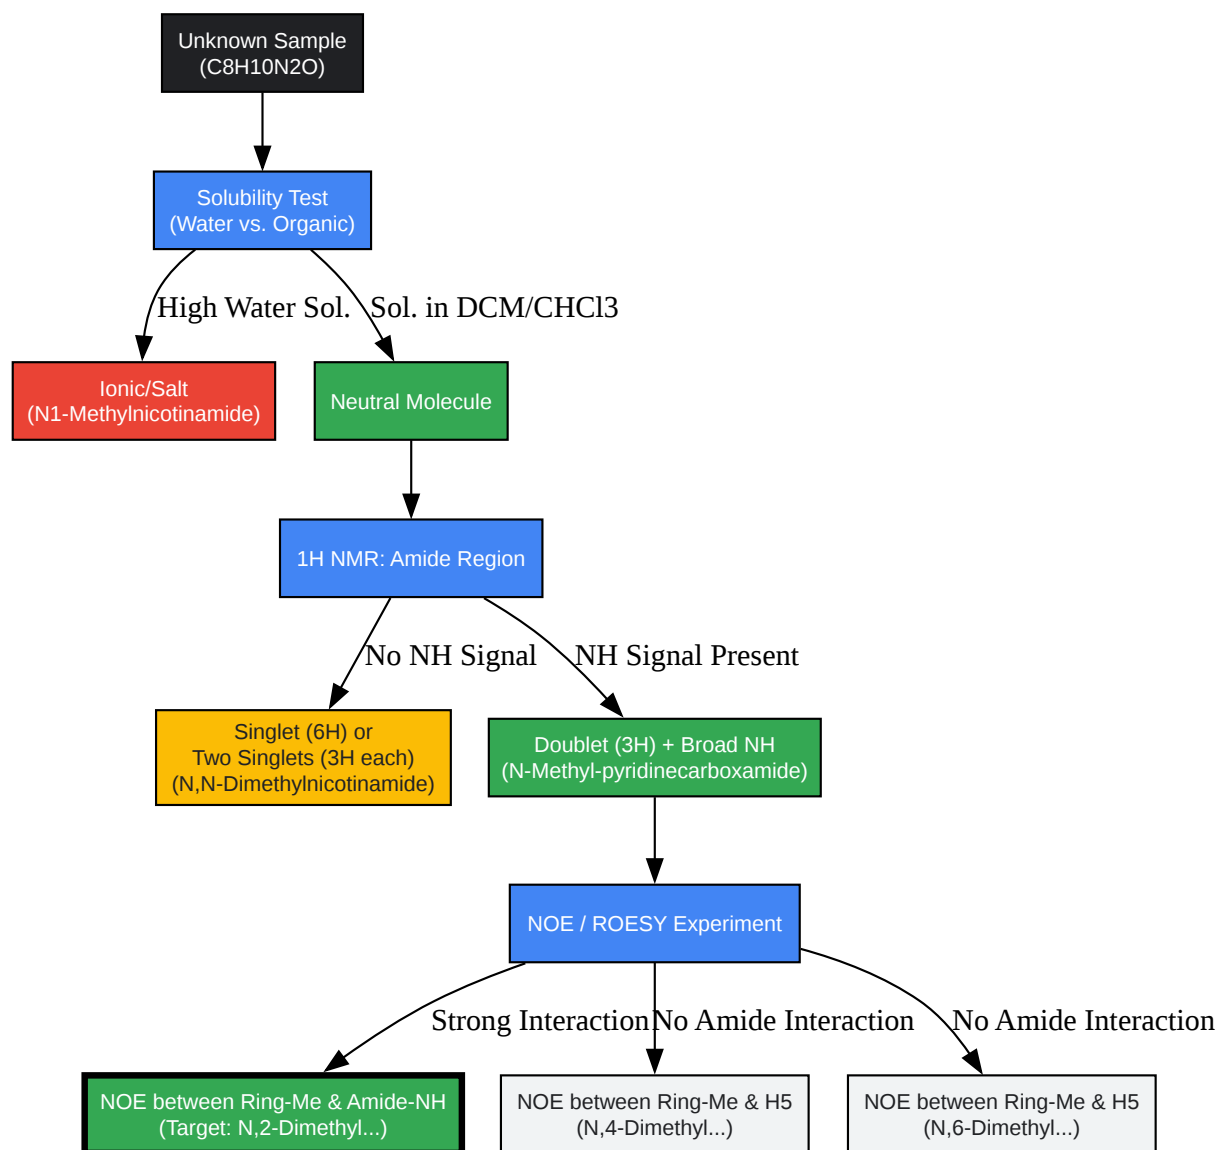 Unknown Sample
(C8H10N2O)
Solubility Test
(Water vs. Organic)
High Water Sol.
Sol. in DCM/CHCl3
Ionic/Salt
(N1-Methylnicotinamide)
Neutral Molecule
1H NMR: Amide Region
No NH Signal
NH Signal Present
Singlet (6H) or
Two Singlets (3H each)
(N,N-Dimethylnicotinamide)
Doublet (3H) + Broad NH
(N-Methyl-pyridinecarboxamide)
NOE / ROESY Experiment
Strong Interaction
No Amide Interaction
No Amide Interaction
NOE between Ring-Me & Amide-NH
(Target: N,2-Dimethyl...)
NOE between Ring-Me & H5
(N,4-Dimethyl...)
NOE between Ring-Me & H5
(N,6-Dimethyl...)